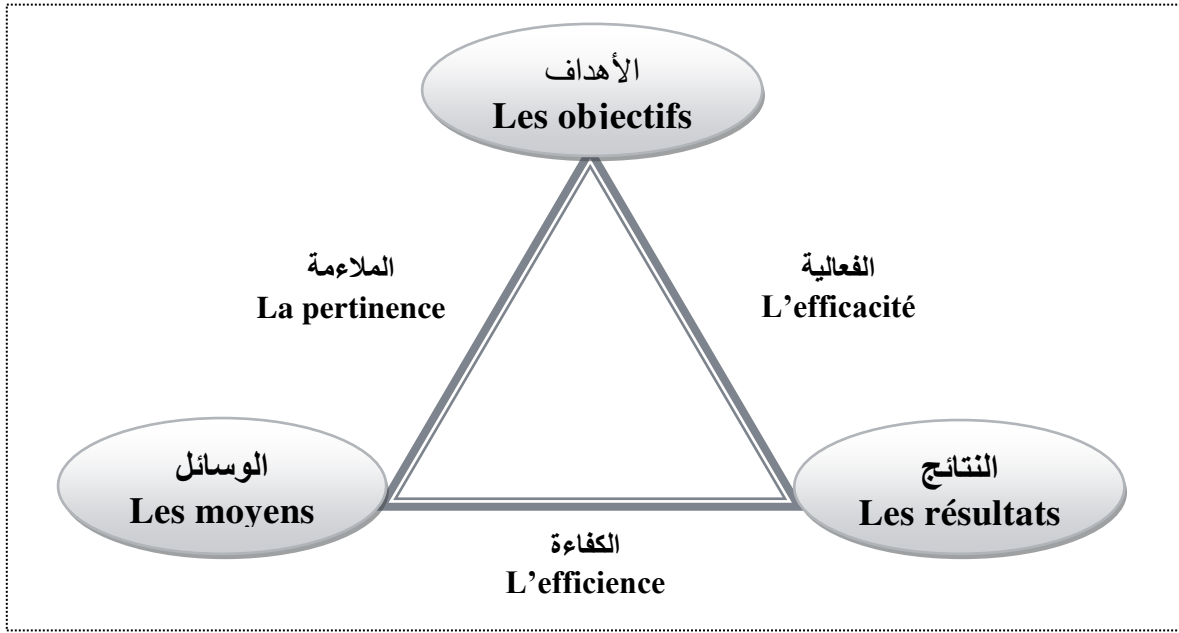 الأهداف
Les objectifs
الملاءمة
La pertinence
الفعالية
L’efficacité
الوسائل
Les moyens
النتائج
Les résultats
الكفاءة
L’efficience